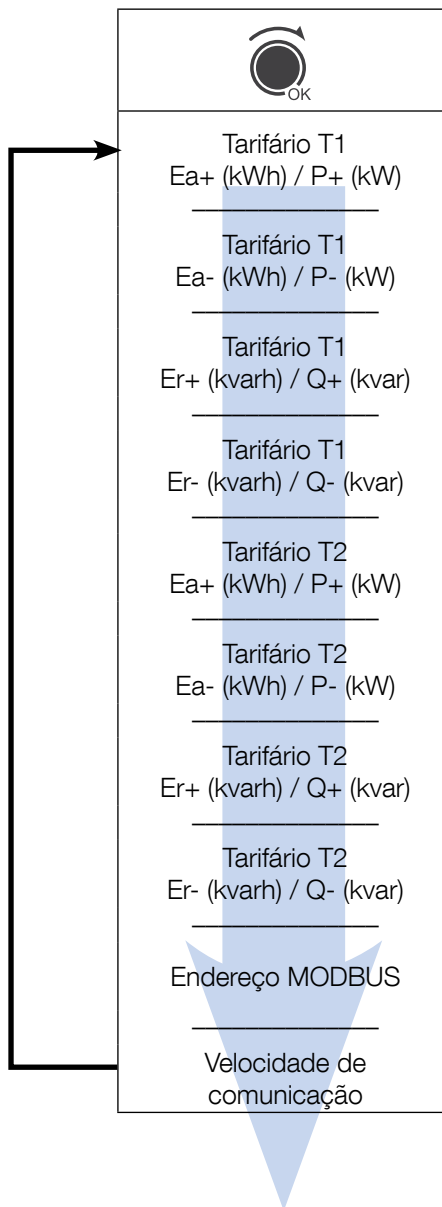 OK
Tarifário T1
Ea+ (kWh) / P+ (kW)
Tarifário T1
Ea- (kWh) / P- (kW)
Tarifário T1
Er+ (kvarh) / Q+ (kvar)
Tarifário T1
Er- (kvarh) / Q- (kvar)
Tarifário T2
Ea+ (kWh) / P+ (kW)
Tarifário T2
Ea- (kWh) / P- (kW)
Tarifário T2
Er+ (kvarh) / Q+ (kvar)
Tarifário T2
Er- (kvarh) / Q- (kvar)
Endereço MODBUS
Velocidade de
comunicação